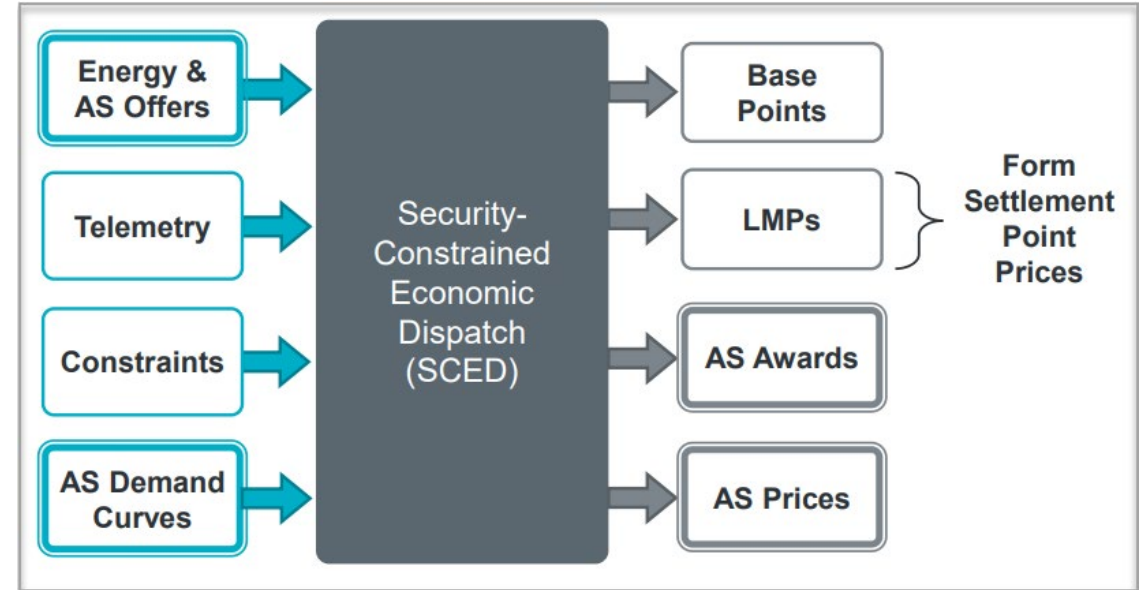 Energy &
AS Offers
Telemetry
Constraints
AS Demand
Curves
Security-
Constrained
Economic
Dispatch
(SCED)
Base
Points
LMPs
AS Awards
AS Prices
Form
Settlement
Point
Prices